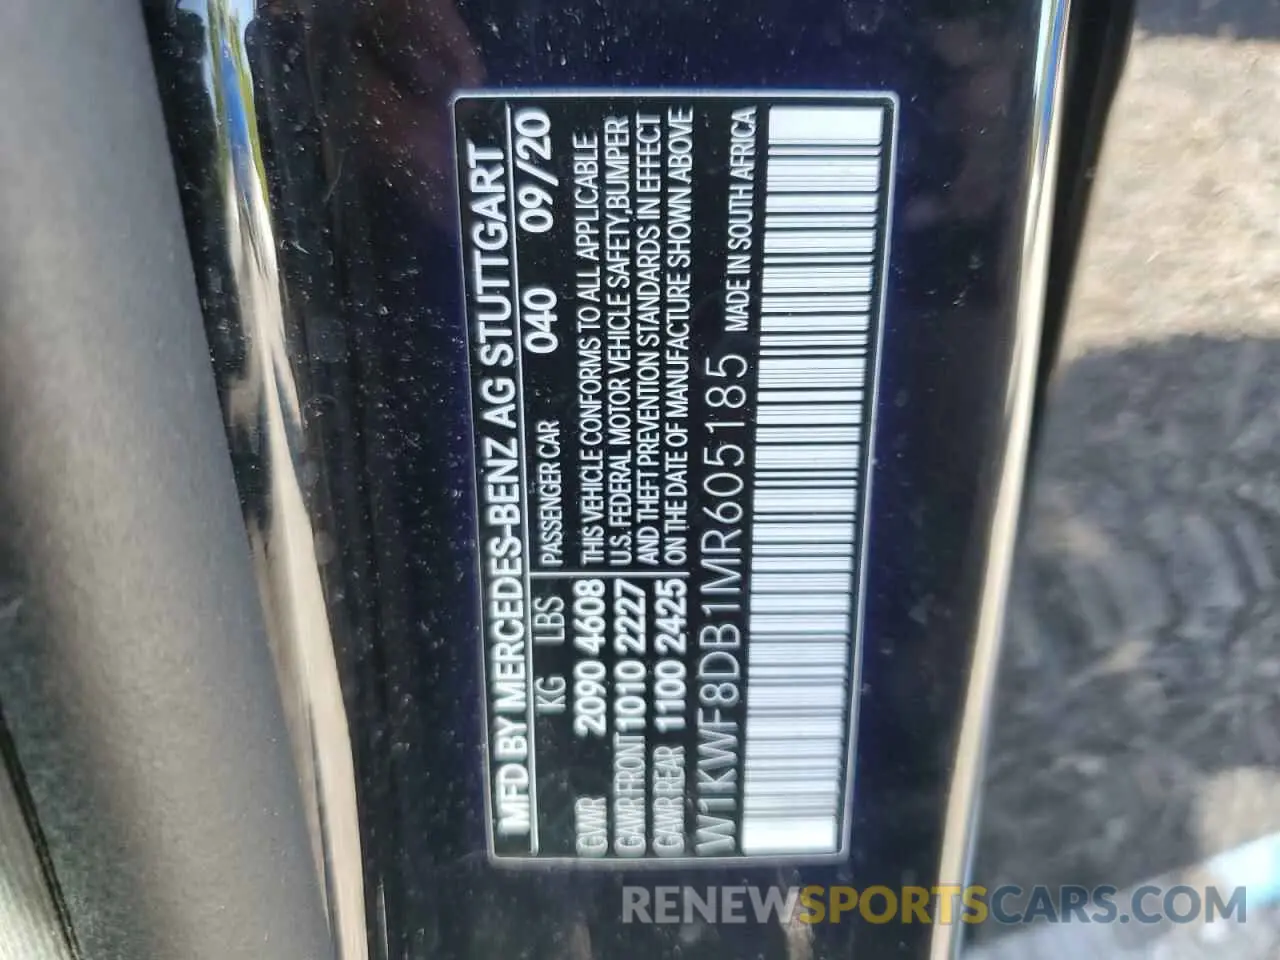 MFD BY MERCEDES-BENZ AG STUTTGART
KG LBS PASSENGER CAR 040 09/20
GVWR 2090 4608 THIS VEHICLE CONFORMS TO ALL APPLICABLE
GAWR FRONT 1010 2227 U.S. FEDERAL MOTOR VEHICLE SAFETY,BUMPER
GAWR REAR 1100 2425 AND THEFT PREVENTION STANDARDS IN EFFECT
ON THE DATE OF MANUFACTURE SHOWN ABOVE
W1KWF8DB1MR605185 MADE IN SOUTH AFRICA
RENEWSPORTSCARS.COM